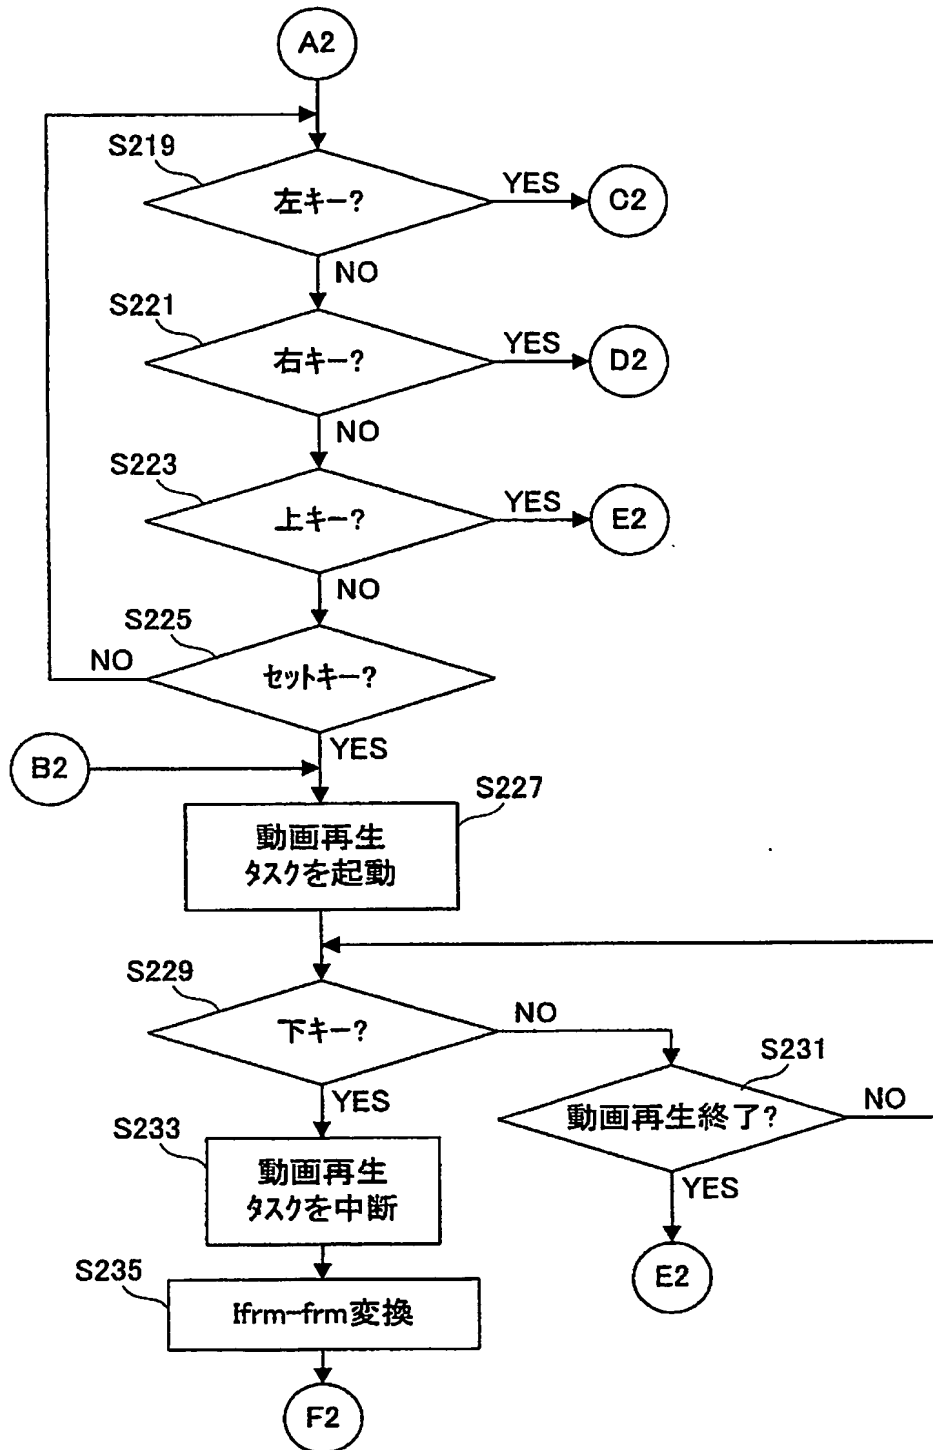 A2
S219
左キー?
YES
C2
NO
S221
右キー?
YES
D2
NO
S223
上キー?
YES
E2
NO
S225
セットキー?
NO
YES
B2
S227
動画再生
タスクを起動
S229
下キー?
NO
S231
動画再生終了?
NO
YES
YES
S233
動画再生
タスクを中断
E2
S235
Ifrm-frm変換
F2